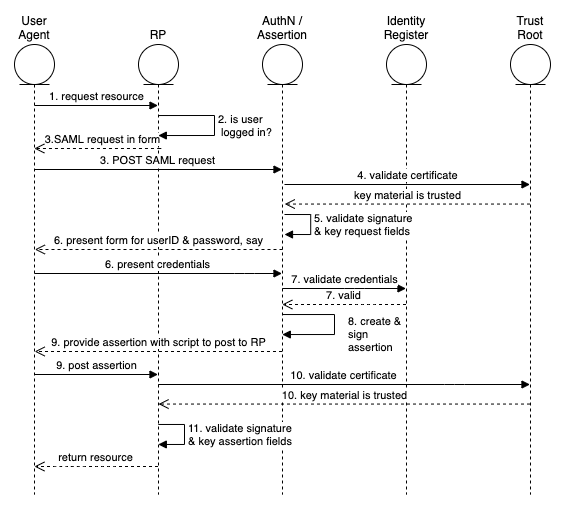 User
Agent
RP
AuthN /
Assertion
Identity
Register
Trust
Root
1. request resource
2. is user
logged in?
3.SAML request in form
3. POST SAML request
4. validate certificate
key material is trusted
5. validate signature
& key request fields
6. present form for userID & password, say
6. present credentials
7. validate credentials
7. valid
8. create &
sign
assertion
9. provide assertion with script to post to RP
9. post assertion
10. validate certificate
10. key material is trusted
11. validate signature
& key assertion fields
return resource